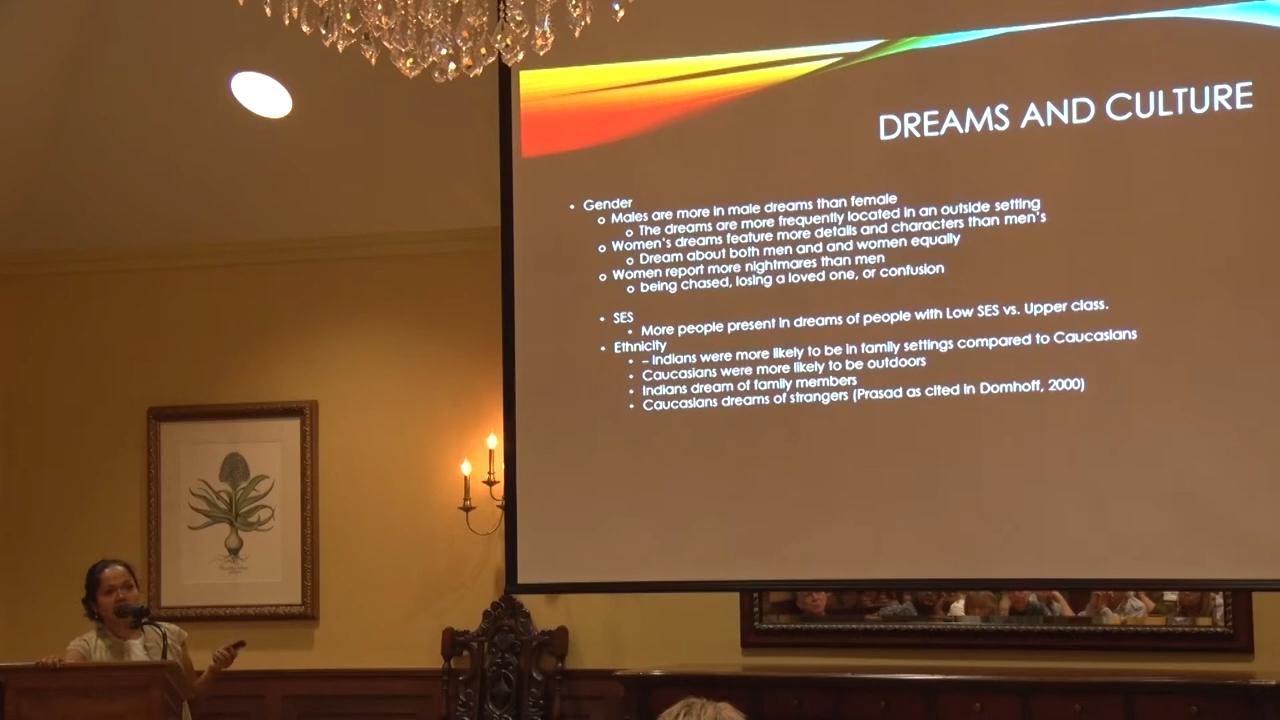 DREAMS AND CULTURE
• Gender
o Males are more in male dreams than female
o The dreams are more frequently located in an outside setting
o Women's dreams feature more details and characters than men's
o Dream about both men and and women equally
o Women report more nightmares than men
o being chased, losing a loved one, or confusion
• SES
• More people present in dreams of people with Low SES vs. Upper class.
• Ethnicity
• – Indians were more likely to be in family settings compared to Caucasians
• Caucasians were more likely to be outdoors
• Indians dream of family members
• Caucasians dreams of strangers (Prasad as cited in Domhoff, 2000)